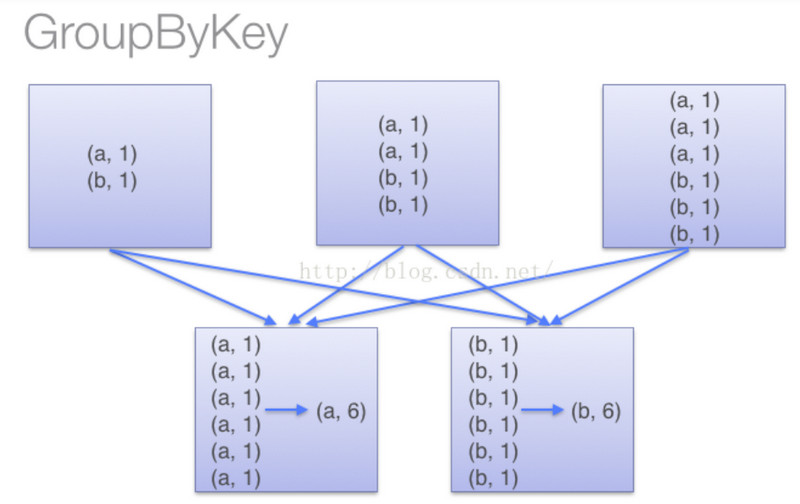 GroupByKey
(a, 1)
(b, 1)
(a, 1)
(a, 1)
(b, 1)
(b, 1)
(a, 1)
(a, 1)
(a, 1)
(b, 1)
(b, 1)
(b, 1)
http://blog.csdn.net/
(a, 1)
(a, 1)
(a, 1)
(a, 1)
(a, 1)
(a, 1)
(a, 6)
(b, 1)
(b, 1)
(b, 1)
(b, 1)
(b, 1)
(b, 1)
(b, 6)